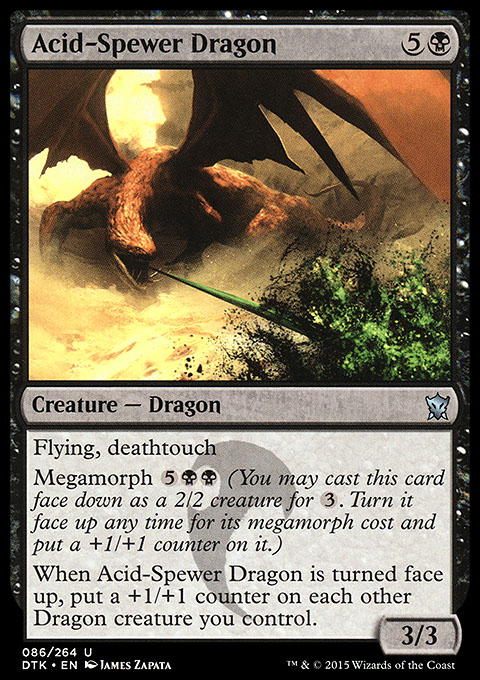 Acid-Spewer Dragon 5
Creature — Dragon
Flying, deathtouch
Megamorph 5 (You may cast this card
face down as a 2/2 creature for 3. Turn it
face up any time for its megamorph cost and
put a +1/+1 counter on it.)
When Acid-Spewer Dragon is turned face
up, put a +1/+1 counter on each other
Dragon creature you control.
3/3
086/264 U
DTK • EN JAMES ZAPATA
™ & © 2015 Wizards of the Coast